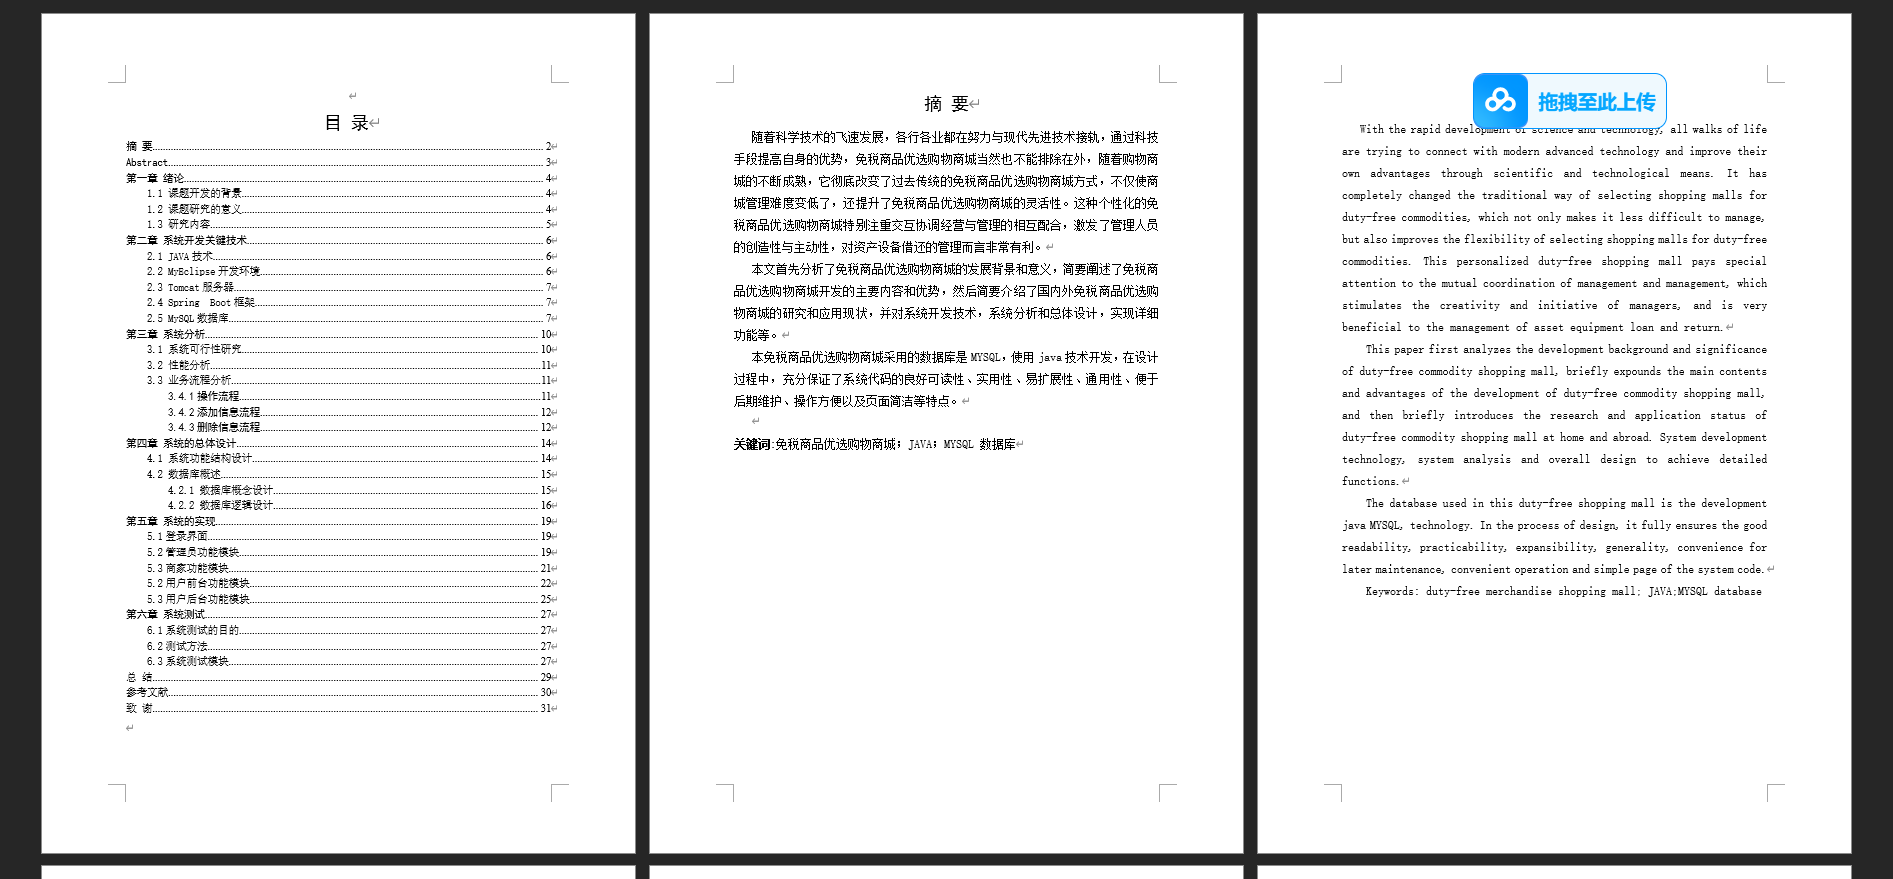 目 录
摘 要 2
Abstract 3
第一章 绪论 4
1.1 课题开发的背景 4
1.2 课题研究的意义 4
1.3 研究内容 5
第二章 系统开发关键技术 6
2.1 JAVA技术 6
2.2 MyEclipse开发环境 6
2.3 Tomcat服务器 7
2.4 Spring Boot框架 7
2.5 MySQL数据库 7
第三章 系统分析 10
3.1 系统可行性研究 10
3.2 性能分析 11
3.3 业务流程分析 11
3.4.1操作流程 11
3.4.2添加信息流程 12
3.4.3删除信息流程 12
第四章 系统的总体设计 14
4.1 系统功能结构设计 14
4.2 数据库概述 15
4.2.1 数据库概念设计 15
4.2.2 数据库逻辑设计 16
第五章 系统的实现 19
5.1登录界面 19
5.2管理员功能模块 19
5.3商家功能模块 21
5.2用户前台功能模块 22
5.3用户后台功能模块 25
第六章 系统测试 27
6.1系统测试的目的 27
6.2测试方法 27
6.3系统测试模块 27
总 结 29
参考文献 30
致 谢 31
摘 要
随着科学技术的飞速发展，各行各业都在努力与现代先进技术接轨，通过科技
手段提高自身的优势，免税商品优选购物商城当然也不能排除在外，随着购物商
城的不断成熟，它彻底改变了过去传统的免税商品优选购物商城方式，不仅使商
城管理难度变低了，还提升了免税商品优选购物商城的灵活性。这种个性化的免
税商品优选购物商城特别注重交互协调经营与管理的相互配合，激发了管理人员
的创造性与主动性，对资产设备借还的管理而言非常有利。
本文首先分析了免税商品优选购物商城的发展背景和意义，简要阐述了免税商
品优选购物商城开发的主要内容和优势，然后简要介绍了国内外免税商品优选购
物商城的研究和应用现状，并对系统开发技术，系统分析和总体设计，实现详细
功能等。
本免税商品优选购物商城采用的数据库是MYSQL，使用java技术开发，在设计
过程中，充分保证了系统代码的良好可读性、实用性、易扩展性、通用性、便于
后期维护、操作方便以及页面简洁等特点。
关键词:免税商品优选购物商城；JAVA；MYSQL 数据库
拖拽至此上传
With the rapid development of science and technology, all walks of life
are trying to connect with modern advanced technology and improve their
own advantages through scientific and technological means. It has
completely changed the traditional way of selecting shopping malls for
duty-free commodities, which not only makes it less difficult to manage,
but also improves the flexibility of selecting shopping malls for duty-free
commodities. This personalized duty-free shopping mall pays special
attention to the mutual coordination of management and management, which
stimulates the creativity and initiative of managers, and is very
beneficial to the management of asset equipment loan and return.
This paper first analyzes the development background and significance
of duty-free commodity shopping mall, briefly expounds the main contents
and advantages of the development of duty-free commodity shopping mall,
and then briefly introduces the research and application status of
duty-free commodity shopping mall at home and abroad. System development
technology, system analysis and overall design to achieve detailed
functions.
The database used in this duty-free shopping mall is the development
java MYSQL, technology. In the process of design, it fully ensures the good
readability, practicability, expansibility, generality, convenience for
later maintenance, convenient operation and simple page of the system code.
Keywords: duty-free merchandise shopping mall; JAVA;MYSQL database